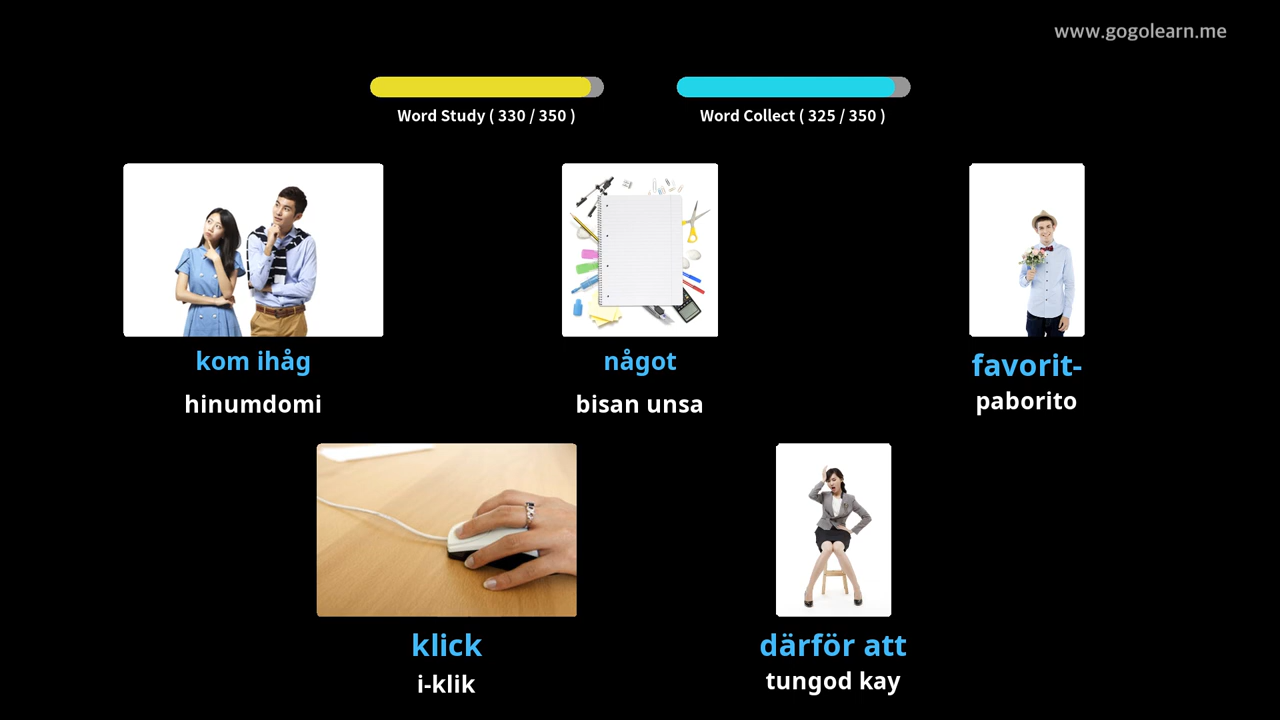 www.gogolearn.me
Word Study ( 330 / 350 )
Word Collect ( 325 / 350 )
kom ihåg
hinumdomi
något
bisan unsa
favorit-
paborito
klick
i-klik
därför att
tungod kay